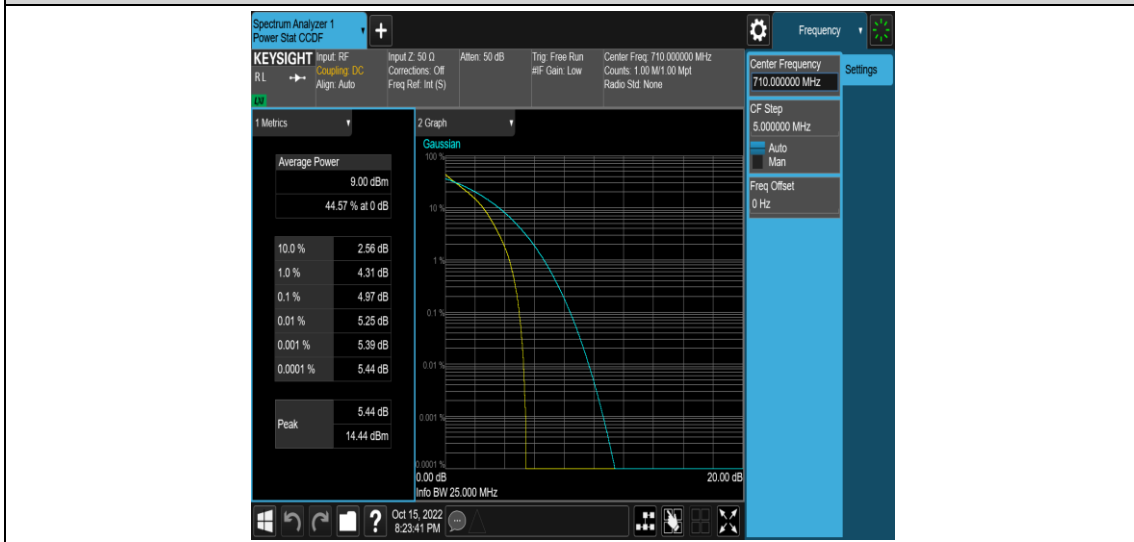 Spectrum Analyzer 1
Power Stat CCDF
+
Frequency
KEYSIGHT
RL
Input: RF
Coupling: DC
Align: Auto
Input Z: 50 Ω
Corrections: Off
Freq Ref: Int (S)
Atten: 50 dB
Trig: Free Run
#IF Gain: Low
Center Freq: 710.000000 MHz
Counts: 1.00 M/1.00 Mpt
Radio Std: None
Center Frequency
710.000000 MHz
Settings
CF Step
5.000000 MHz
Auto
Man
Freq Offset
0 Hz
1 Metrics
Average Power
9.00 dBm
44.57 % at 0 dB
10.0 % 2.56 dB
1.0 % 4.31 dB
0.1 % 4.97 dB
0.01 % 5.25 dB
0.001 % 5.39 dB
0.0001 % 5.44 dB
Peak
5.44 dB
14.44 dBm
2 Graph
Gaussian
100 %
10 %
1 %
0.1 %
0.01 %
0.001 %
0.0001 %
0.00 dB
20.00 dB
Info BW 25.000 MHz
?
Oct 15, 2022
8:23:41 PM